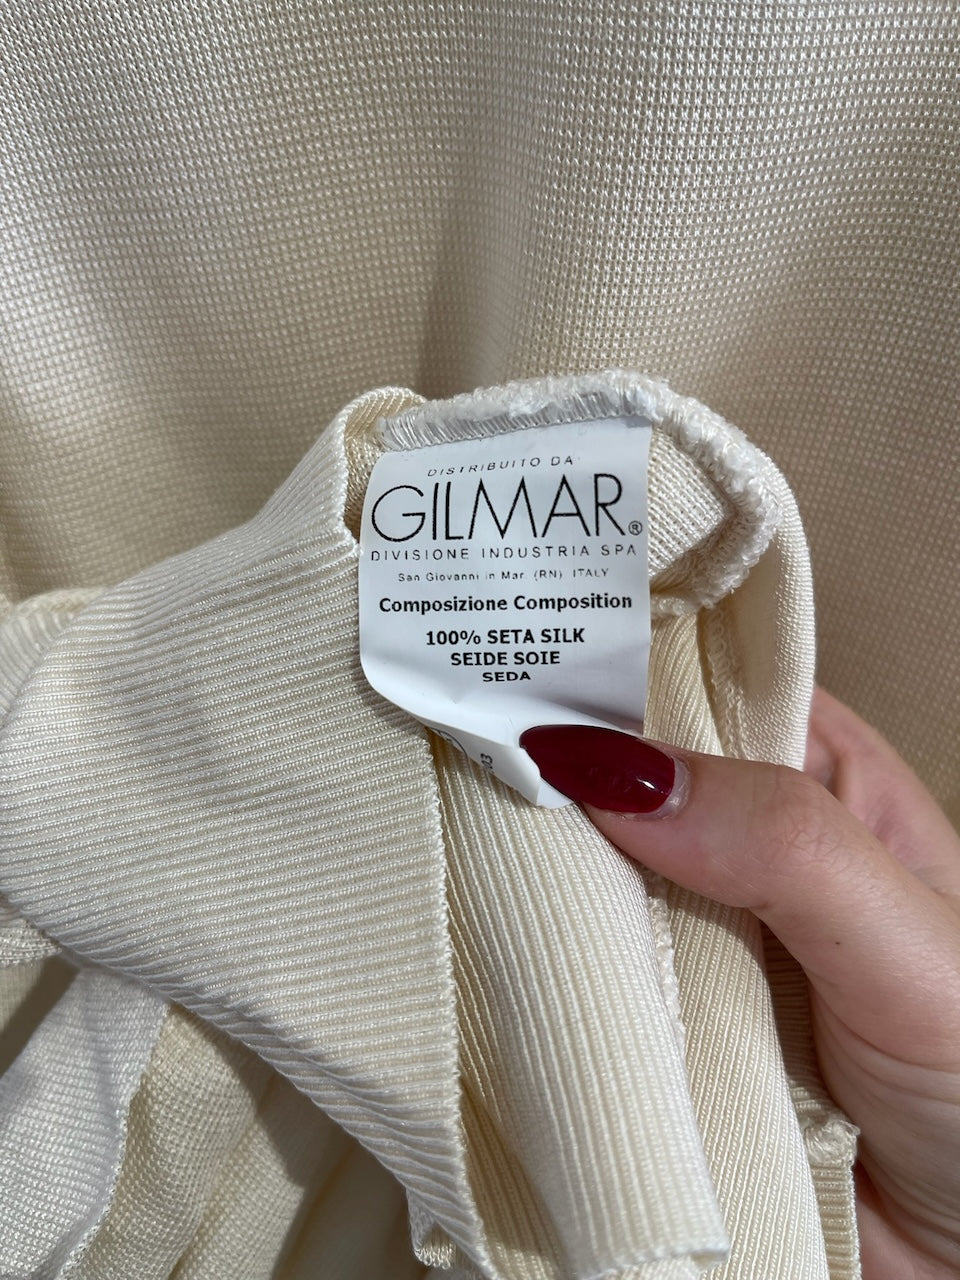 DISTRIBUITO DA
GILMAR®
DIVISIONE INDUSTRIA SPA
San Giovanni in Mar. (RN) ITALY
Composizione Composition
100% SETA SILK
SEIDE SOIE
SEDA